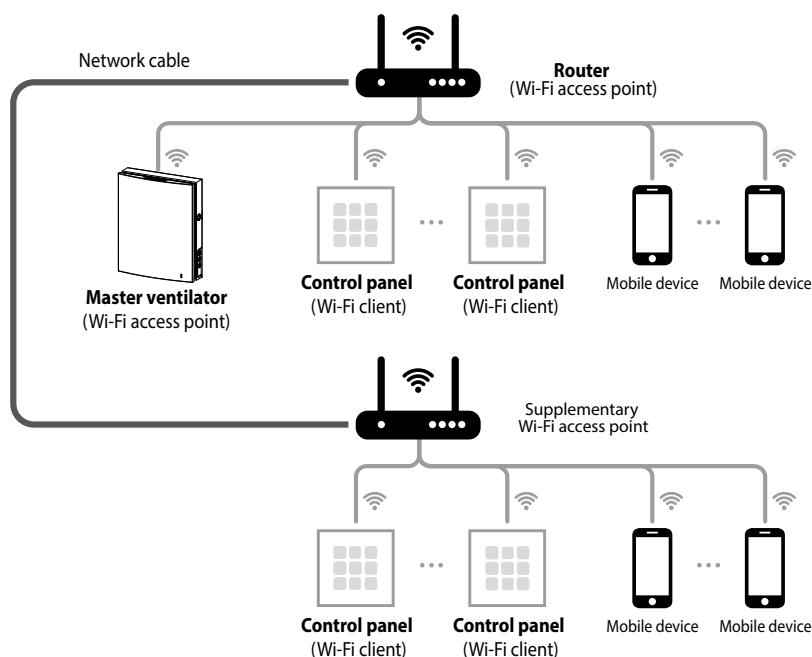 Network cable
Router
(Wi-Fi access point)
Master ventilator
(Wi-Fi access point)
Control panel
(Wi-Fi client)
Control panel
(Wi-Fi client)
Mobile device
Mobile device
Supplementary
Wi-Fi access point
Control panel
(Wi-Fi client)
Control panel
(Wi-Fi client)
Mobile device
Mobile device